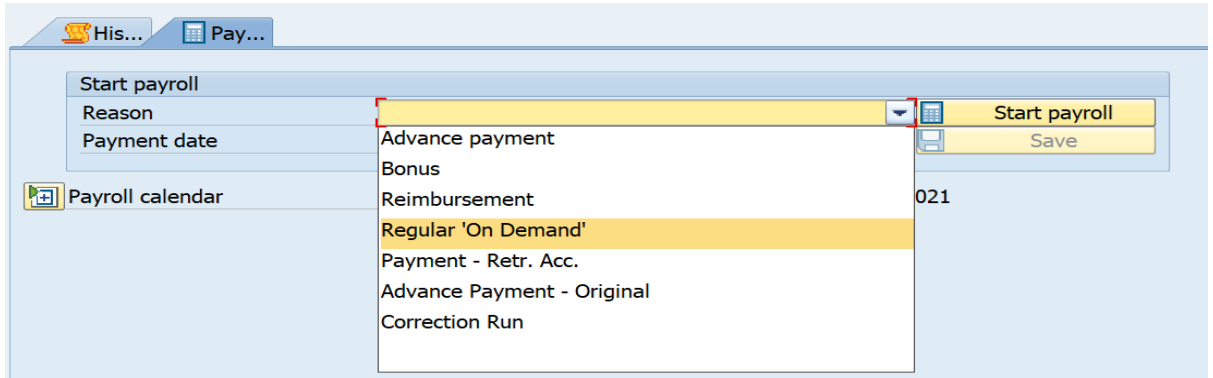 His... Pay...
Start payroll
Reason Start payroll
Payment date Save
Advance payment
Bonus
Payroll calendar Reimbursement 021
Regular 'On Demand'
Payment - Retr. Acc.
Advance Payment - Original
Correction Run